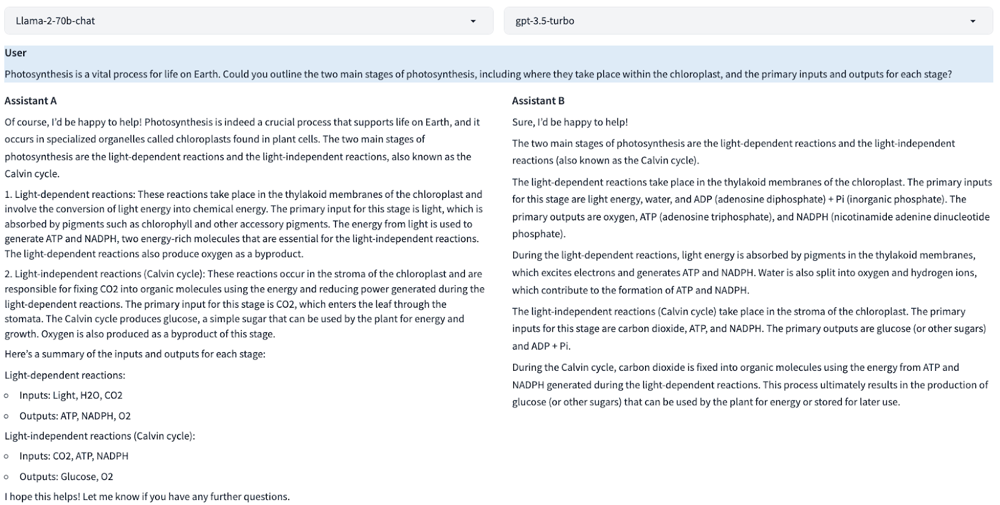 Llama-2-70b-chat
gpt-3.5-turbo
User
Photosynthesis is a vital process for life on Earth. Could you outline the two main stages of photosynthesis, including where they take place within the chloroplast, and the primary inputs and outputs for each stage?
Assistant A
Of course, I’d be happy to help! Photosynthesis is indeed a crucial process that supports life on Earth, and it
occurs in specialized organelles called chloroplasts found in plant cells. The two main stages of
photosynthesis are the light-dependent reactions and the light-independent reactions, also known as the
Calvin cycle.
1. Light-dependent reactions: These reactions take place in the thylakoid membranes of the chloroplast and
involve the conversion of light energy into chemical energy. The primary input for this stage is light, which is
absorbed by pigments such as chlorophyll and other accessory pigments. The energy from light is used to
generate ATP and NADPH, two energy-rich molecules that are essential for the light-independent reactions.
The light-dependent reactions also produce oxygen as a byproduct.
2. Light-independent reactions (Calvin cycle): These reactions occur in the stroma of the chloroplast and are
responsible for fixing CO2 into organic molecules using the energy and reducing power generated during the
light-dependent reactions. The primary input for this stage is CO2, which enters the leaf through the
stomata. The Calvin cycle produces glucose, a simple sugar that can be used by the plant for energy and
growth. Oxygen is also produced as a byproduct of this stage.
Here’s a summary of the inputs and outputs for each stage:
Light-dependent reactions:
Inputs: Light, H2O, CO2
Outputs: ATP, NADPH, O2
Light-independent reactions (Calvin cycle):
Inputs: CO2, ATP, NADPH
Outputs: Glucose, O2
I hope this helps! Let me know if you have any further questions.
Assistant B
Sure, I’d be happy to help!
The two main stages of photosynthesis are the light-dependent reactions and the light-independent
reactions (also known as the Calvin cycle).
The light-dependent reactions take place in the thylakoid membranes of the chloroplast. The primary inputs
for this stage are light energy, water, and ADP (adenosine diphosphate) + Pi (inorganic phosphate). The
primary outputs are oxygen, ATP (adenosine triphosphate), and NADPH (nicotinamide adenine dinucleotide
phosphate).
During the light-dependent reactions, light energy is absorbed by pigments in the thylakoid membranes,
which excites electrons and generates ATP and NADPH. Water is also split into oxygen and hydrogen ions,
which contribute to the formation of ATP and NADPH.
The light-independent reactions (Calvin cycle) take place in the stroma of the chloroplast. The primary
inputs for this stage are carbon dioxide, ATP, and NADPH. The primary outputs are glucose (or other sugars)
and ADP + Pi.
During the Calvin cycle, carbon dioxide is fixed into organic molecules using the energy from ATP and
NADPH generated during the light-dependent reactions. This process ultimately results in the production of
glucose (or other sugars) that can be used by the plant for energy or stored for later use.